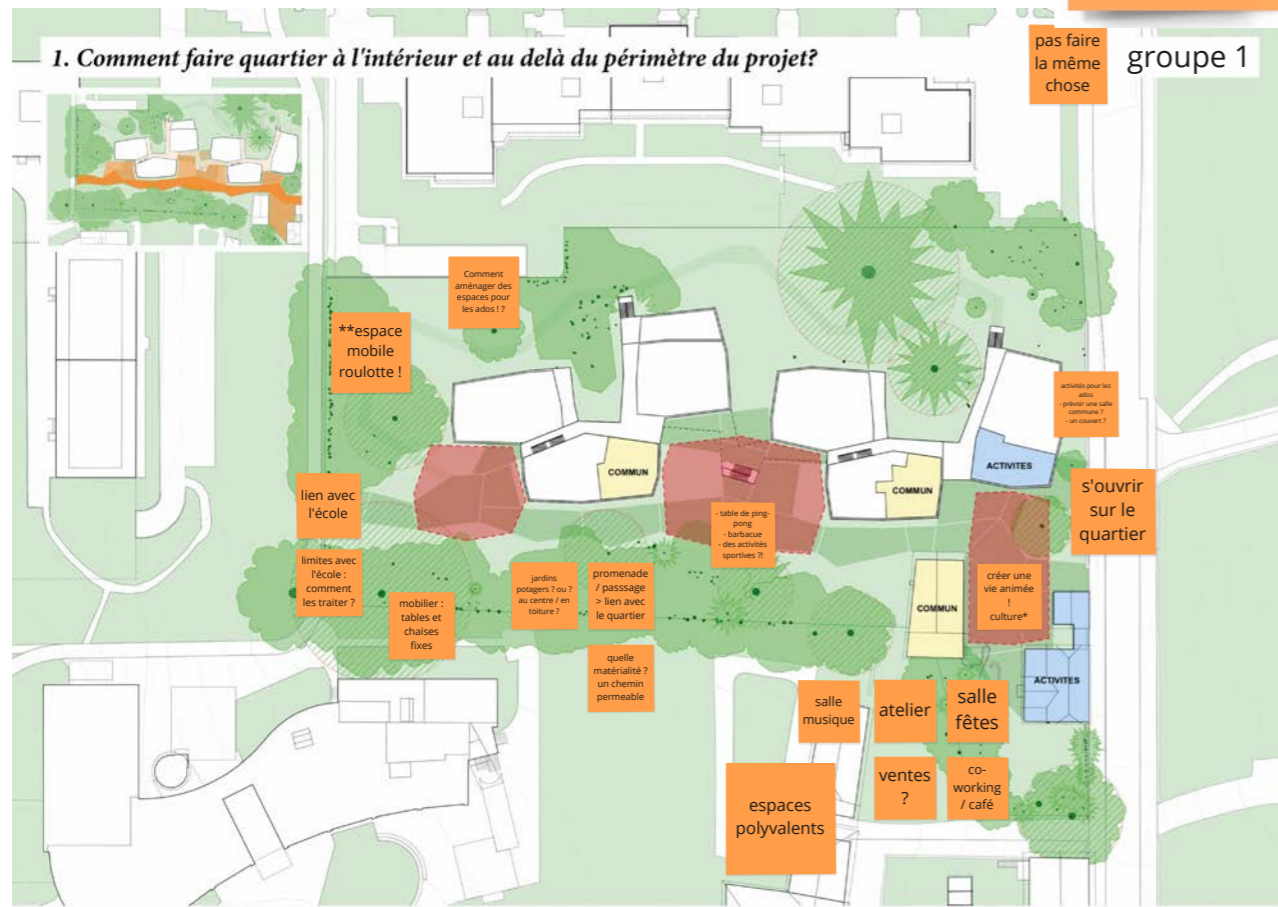 1. Comment faire quartier à l'intérieur et au delà du périmètre du projet?
pas faire
la même
chose
groupe 1
Comment
aménager des
espaces pour
les ados ! ?
**espace
mobile
roulotte !
activités pour les
ados
- prévoir une salle
commune ?
- un couvert ?
COMMUN
COMMUN
ACTIVITES
lien avec
l'école
s'ouvrir
sur le
quartier
- table de ping-
pong
- barbacue
- des activités
sportives ?!
limites avec
l'école :
comment
les traiter ?
mobilier :
tables et
chaises
fixes
jardins
potagers ? ou ?
au centre / en
toiture ?
promenade
/ passsage
> lien avec
le quartier
COMMUN
créer une
vie animée
!
culture*
quelle
matérialité ?
un chemin
permeable
ACTIVITES
salle
musique
atelier
salle
fêtes
espaces
polyvalents
ventes
?
co-
working
/ café